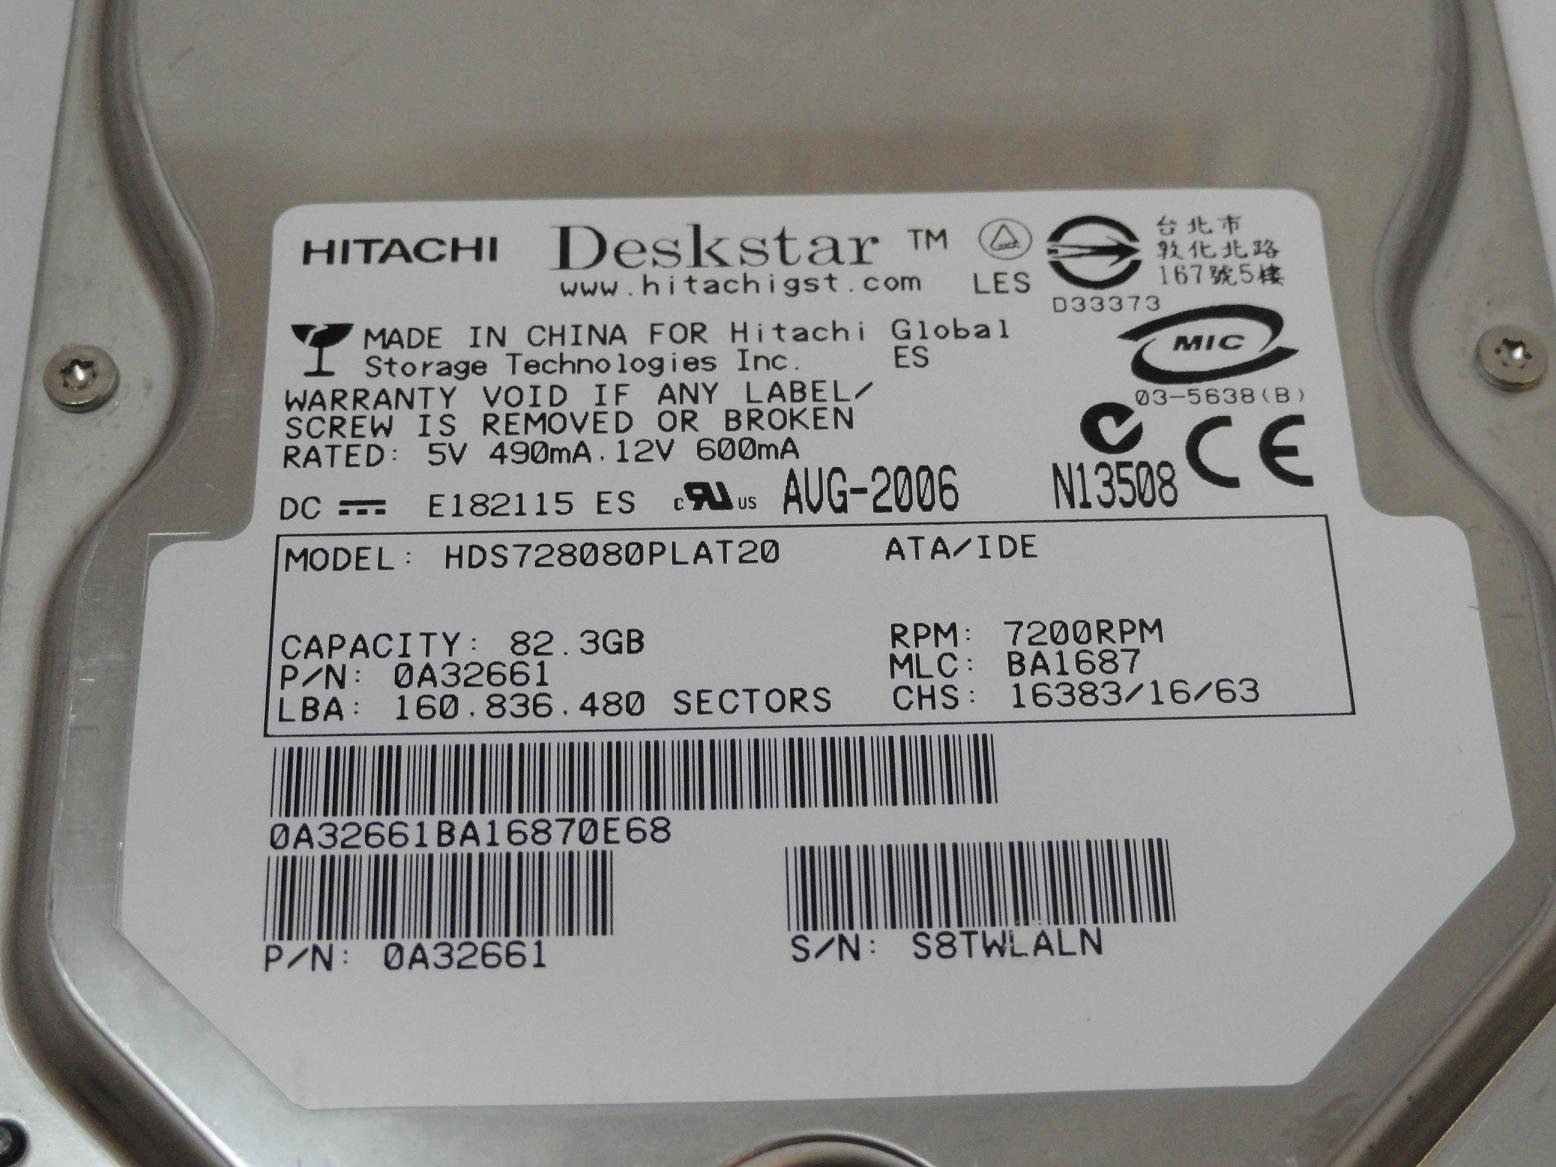 HITACHI Deskstar ™
www.hitachigst.com LES
台北市
敦化北路
167號5樓
D33373
MADE IN CHINA FOR Hitachi Global
Storage Technologies Inc. ES
MIC
03-5638(B)
WARRANTY VOID IF ANY LABEL/
SCREW IS REMOVED OR BROKEN
RATED: 5V 490mA, 12V 600mA
CE
DC E182115 ES c RU US AUG-2006 N13508
MODEL: HDS728080PLAT20 ATA/IDE
CAPACITY: 82.3GB RPM: 7200RPM
P/N: 0A32661 MLC: BA1687
LBA: 160,836,480 SECTORS CHS: 16383/16/63
0A32661BA16870E68
P/N: 0A32661 S/N: S8TWLALN